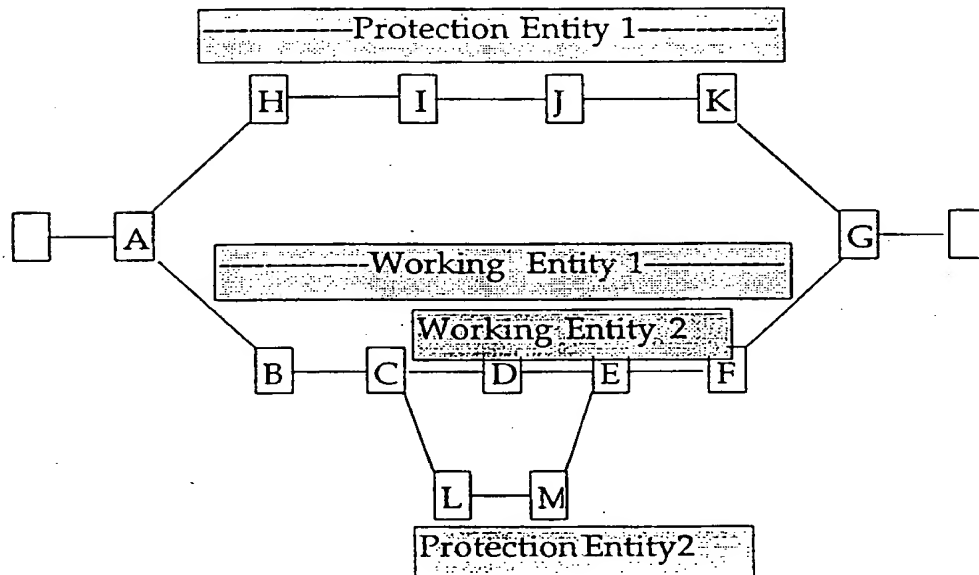 Protection Entity 1
H I J K
A G
Working Entity 1
Working Entity 2
B C D E F
L M
Protection Entity2